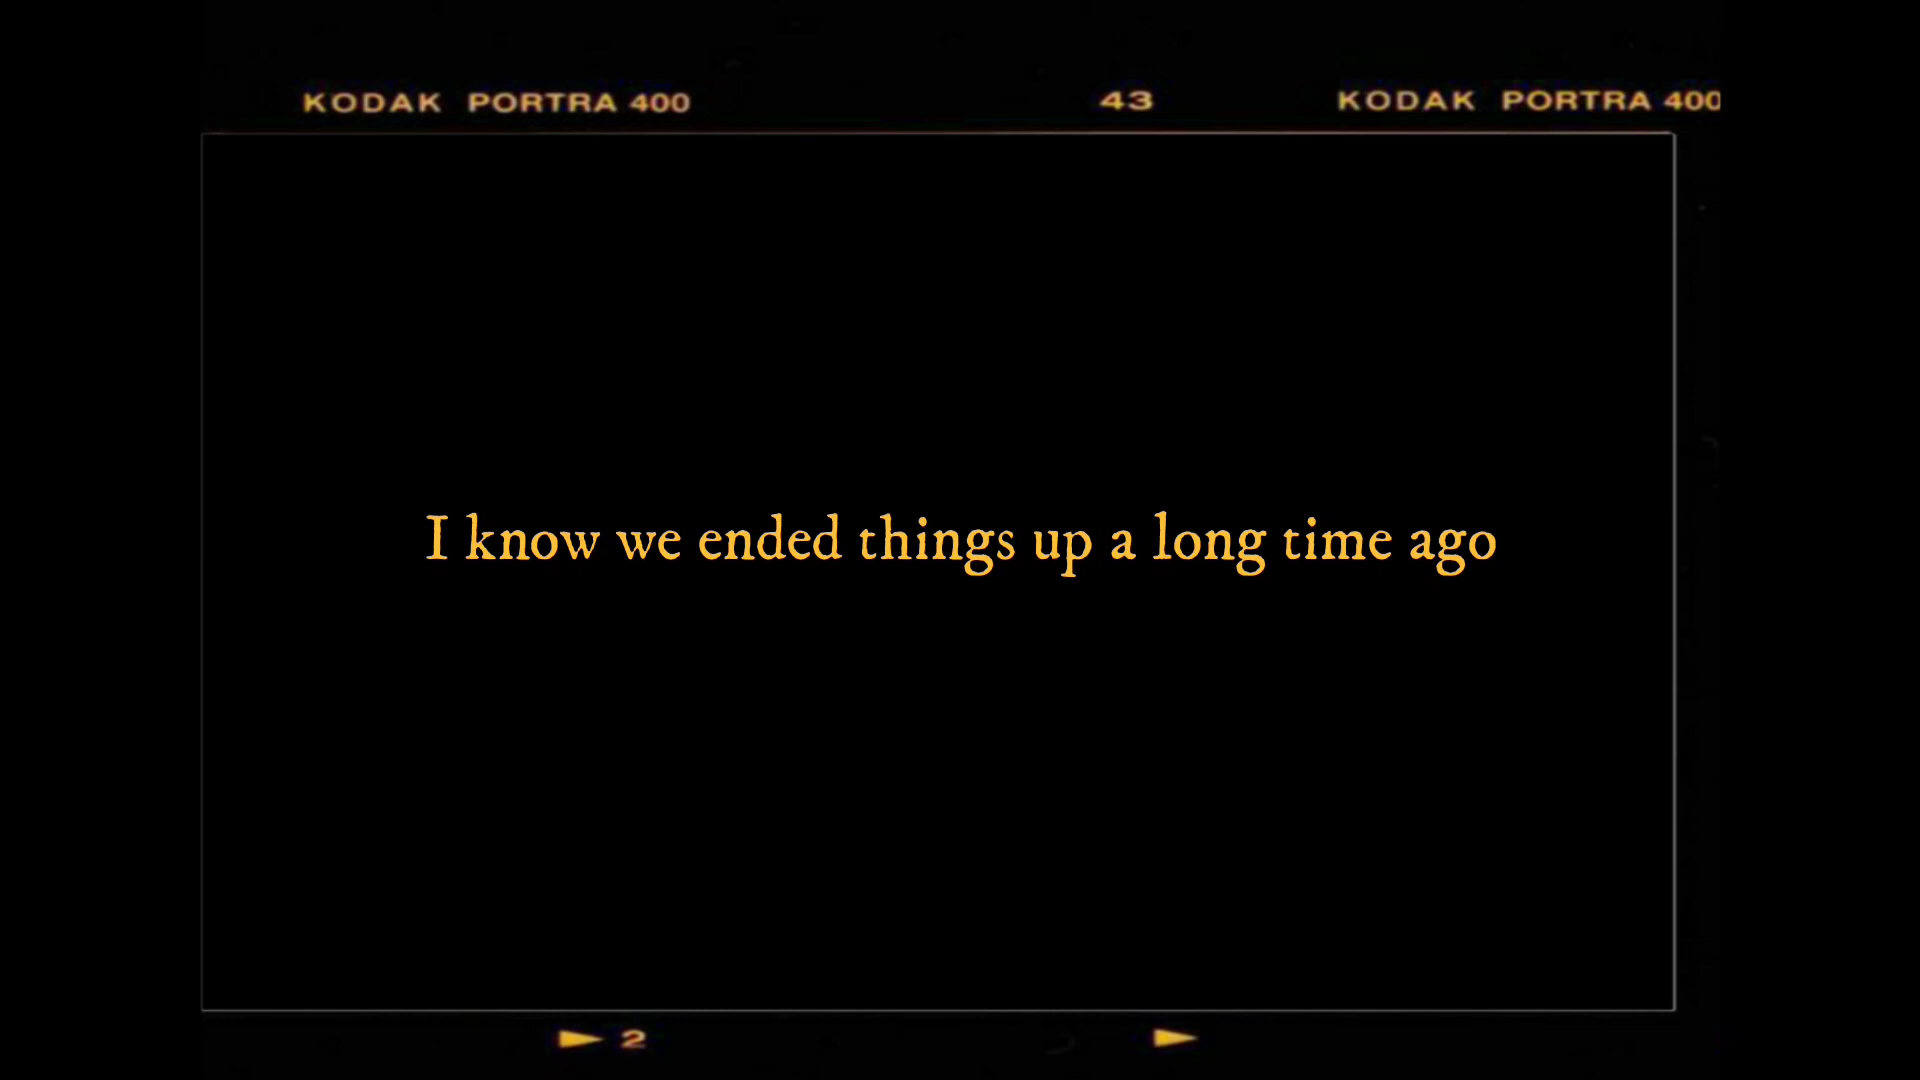 KODAK PORTRA 400 43 KODAK PORTRA 400
I know we ended things up a long time ago
2